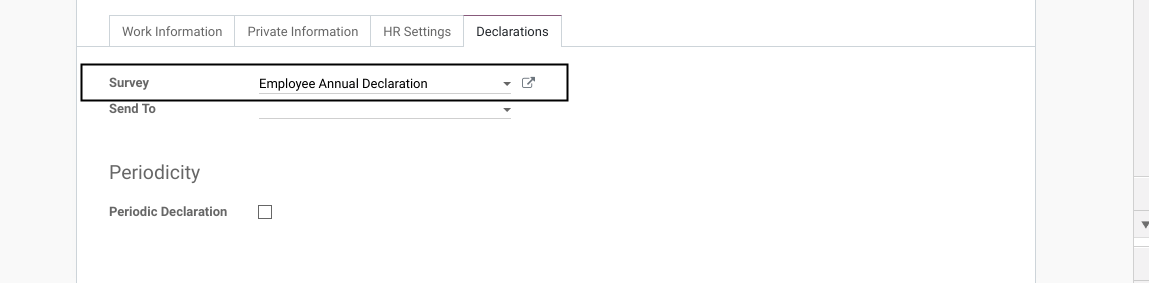 Work Information Private Information HR Settings Declarations
Survey Employee Annual Declaration
Send To
Periodicity
Periodic Declaration